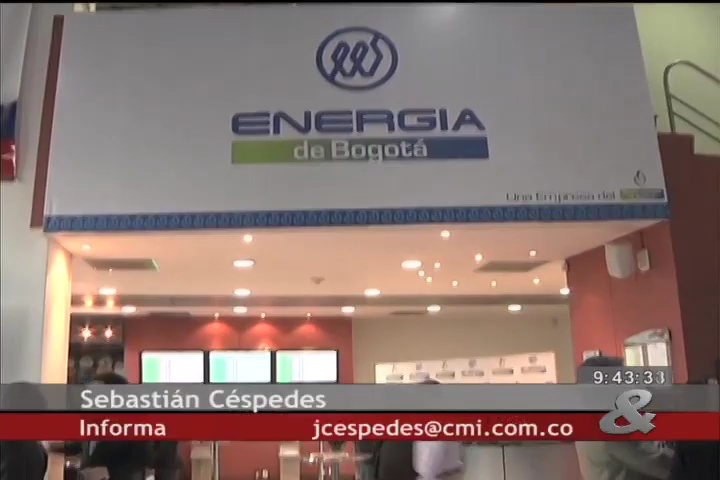 ENERGIA
de Bogotá
Una Empresa del
9:43:33
Sebastián Céspedes
&
Informa
jcespedes@cmi.com.co